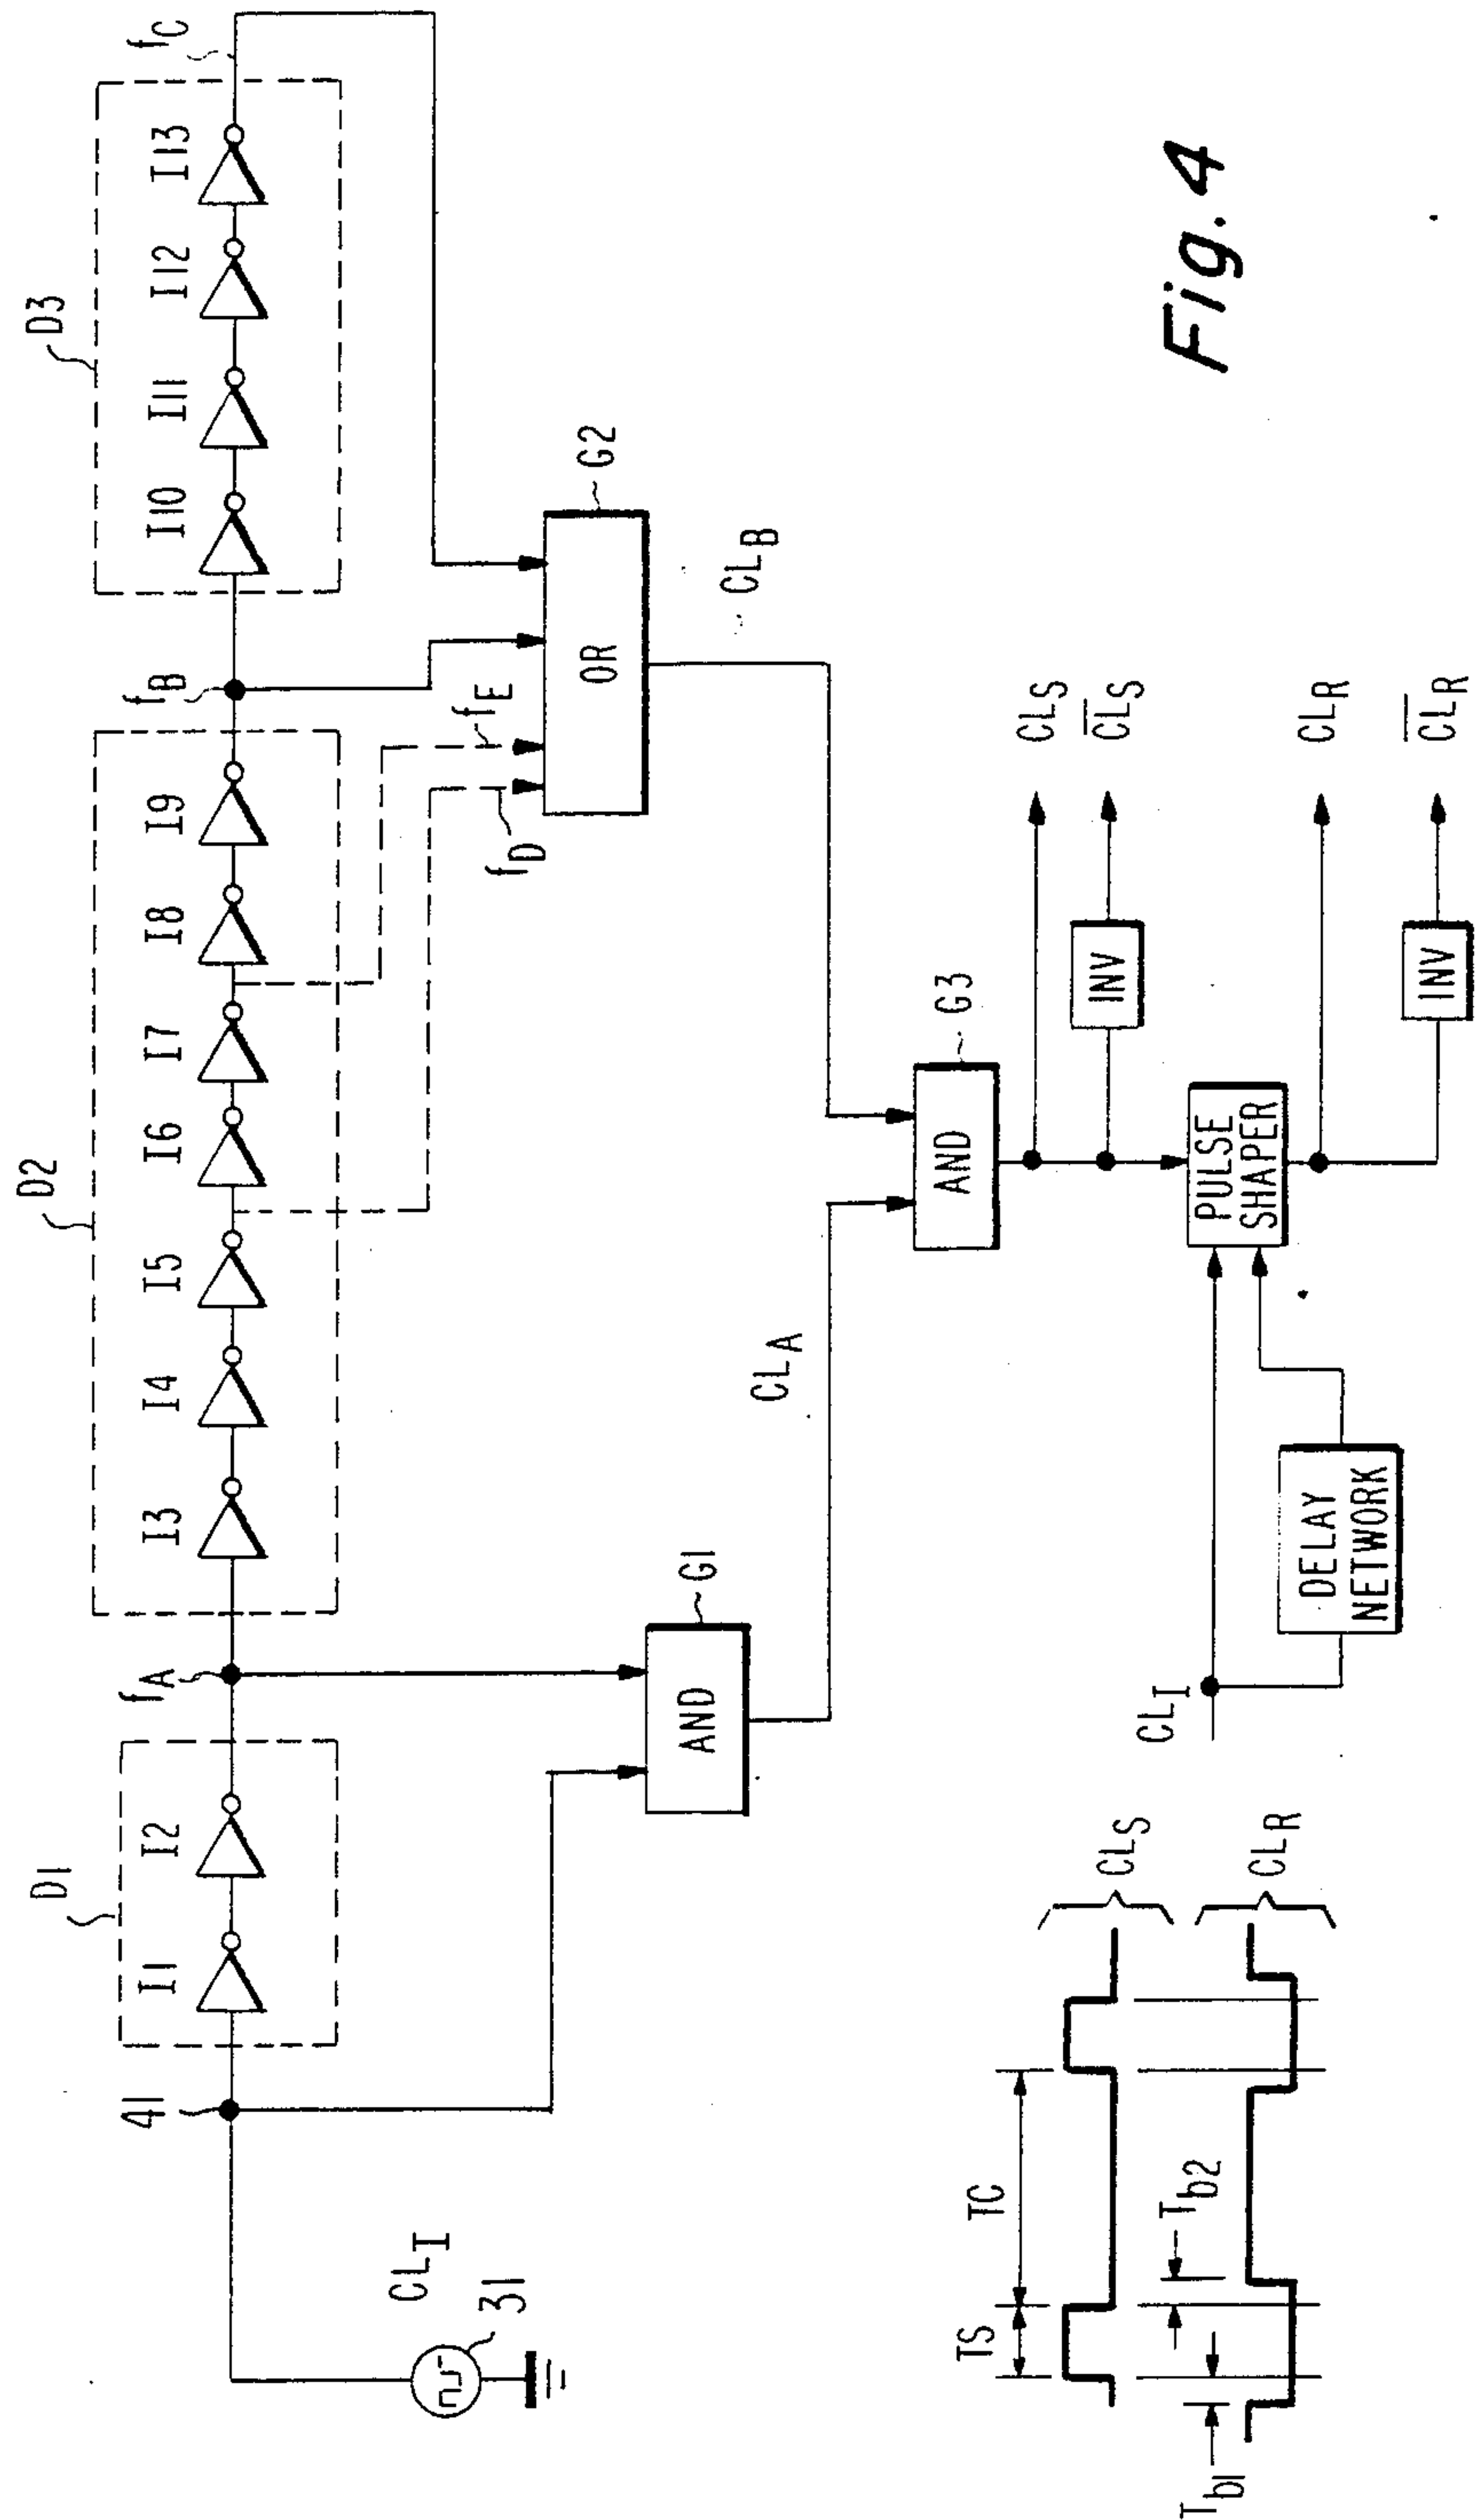 D1
D2
D3
41
I1
I2
fA
I3
I4
I5
I6
I7
I8
I9
fB
I10
I11
I12
I13
fC
CLI
31
fD
fE
G1
AND
G2
OR
CLA
CLB
G3
AND
CLS
INV
CLS
PULSE
SHAPER
CLR
INV
CLR
CLI
DELAY
NETWORK
TS
TC
CLS
Tb1
Tb2
CLR
Fig. 4